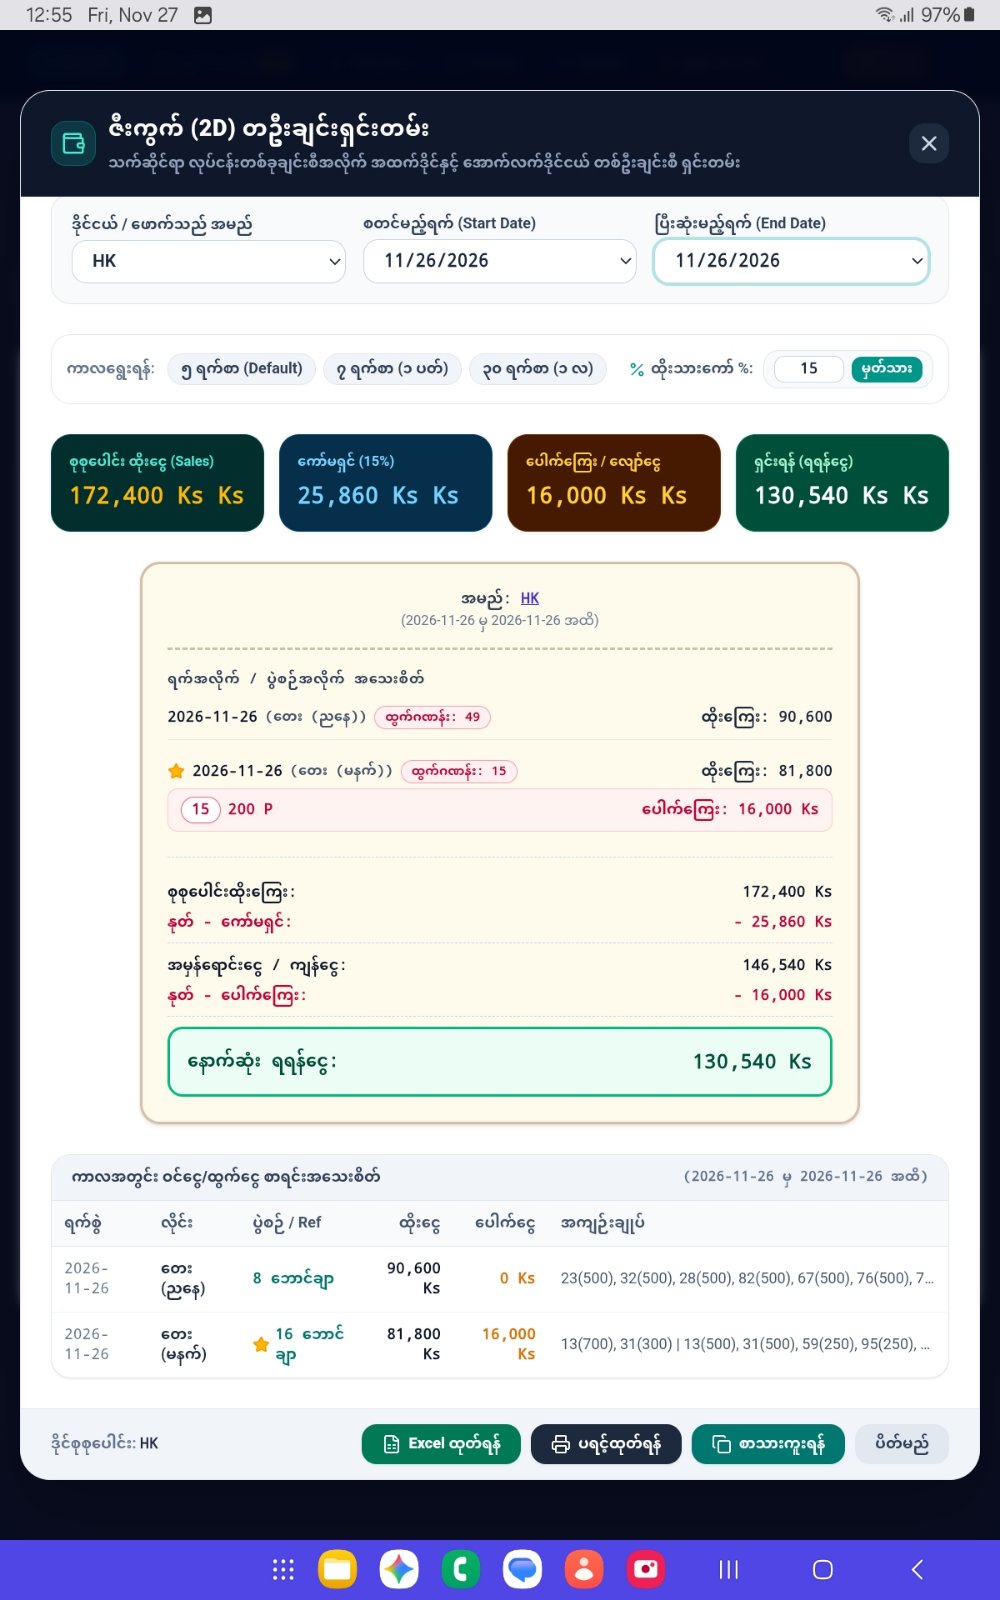 12:55 Fri, Nov 27 97%
ဇီးကွက် (2D) တဦးချင်းရှင်းတမ်း
သက်ဆိုင်ရာ လုပ်ငန်းတစ်ခုချင်းစီအလိုက် အထက်ဒိုင်နှင့် အောက်လက်ဒိုင်ငယ် တစ်ဦးချင်းစီ ရှင်းတမ်း
ဒိုင်ငယ် / ဖောက်သည် အမည် စတင်မည့်ရက် (Start Date) ပြီးဆုံးမည့်ရက် (End Date)
HK 11/26/2026 11/26/2026
ကာလရွေးရန်: ၅ ရက်စာ (Default) ၇ ရက်စာ (၁ ပတ်) ၃၀ ရက်စာ (၁ လ) % ထိုးသားကော် %: 15 မှတ်သား
စုစုပေါင်း ထိုးငွေ (Sales) ကော်မရှင် (15%) ပေါက်ကြေး / လျော်ငွေ ရှင်းရန် (ရရန်ငွေ)
172,400 Ks Ks 25,860 Ks Ks 16,000 Ks Ks 130,540 Ks Ks
အမည်: HK
(2026-11-26 မှ 2026-11-26 အထိ)
ရက်အလိုက် / ပွဲစဉ်အလိုက် အသေးစိတ်
2026-11-26 (တေး (ညနေ)) ထွက်ဂဏန်း: 49 ထိုးကြေး: 90,600
2026-11-26 (တေး (မနက်)) ထွက်ဂဏန်း: 15 ထိုးကြေး: 81,800
15 200 P ပေါက်ကြေး: 16,000 Ks
စုစုပေါင်းထိုးကြေး: 172,400 Ks
နုတ် - ကော်မရှင်: - 25,860 Ks
အမှန်ရောင်းငွေ / ကျန်ငွေ: 146,540 Ks
နုတ် - ပေါက်ကြေး: - 16,000 Ks
နောက်ဆုံး ရရန်ငွေ: 130,540 Ks
ကာလအတွင်း ဝင်ငွေ/ထွက်ငွေ စာရင်းအသေးစိတ် (2026-11-26 မှ 2026-11-26 အထိ)
ရက်စွဲ လိုင်း ပွဲစဉ် / Ref ထိုးငွေ ပေါက်ငွေ အကျဉ်းချုပ်
2026-11-26 တေး (ညနေ) 8 ဘောင်ချာ 90,600 Ks 0 Ks 23(500), 32(500), 28(500), 82(500), 67(500), 76(500), 7...
2026-11-26 တေး (မနက်) 16 ဘောင်ချာ 81,800 Ks 16,000 Ks 13(700), 31(300) | 13(500), 31(500), 59(250), 95(250), ...
ဒိုင်စုစုပေါင်း: HK Excel ထုတ်ရန် ပရင့်ထုတ်ရန် စာသားကူးရန် ပိတ်မည်